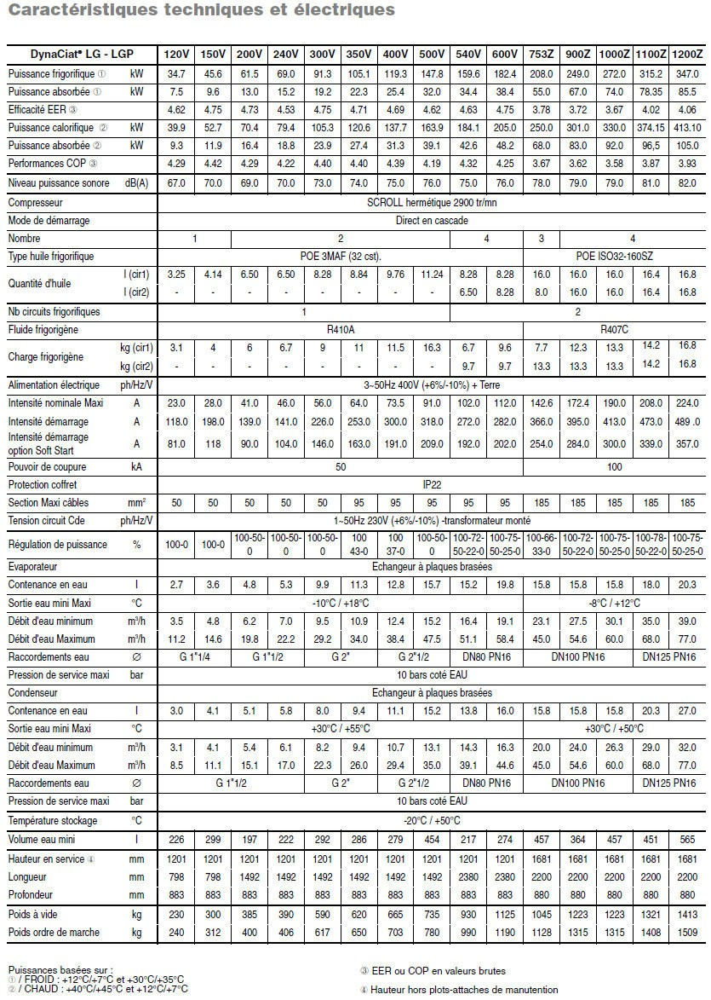 Caractéristiques techniques et électriques
DynaCiat® LG - LGP 120V 150V 200V 240V 300V 350V 400V 500V 540V 600V 753Z 900Z 1000Z 1100Z 1200Z
Puissance frigorifique ① kW 34.7 45.6 61.5 69.0 91.3 105.1 119.3 147.8 159.6 182.4 208.0 249.0 272.0 315.2 347.0
Puissance absorbée ① kW 7.5 9.6 13.0 15.2 19.2 22.3 25.4 32.0 34.4 38.4 55.0 67.0 74.0 78.35 85.5
Efficacité EER ③ 4.62 4.75 4.73 4.53 4.75 4.71 4.69 4.62 4.63 4.75 3.78 3.72 3.67 4.02 4.06
Puissance calorifique ② kW 39.9 52.7 70.4 79.4 105.3 120.6 137.7 163.9 184.1 205.0 250.0 301.0 330.0 374.15 413.10
Puissance absorbée ② kW 9.3 11.9 16.4 18.8 23.9 27.4 31.3 39.1 42.6 48.2 68.0 83.0 92.0 96,5 105.0
Performances COP ③ 4.29 4.42 4.29 4.22 4.40 4.40 4.39 4.19 4.32 4.25 3.67 3.62 3.58 3.87 3.93
Niveau puissance sonore dB(A) 67.0 70.0 69.0 70.0 73.0 74.0 75.0 76.0 75.0 76.0 78.0 79.0 79.0 81.0 82.0
Compresseur SCROLL hermétique 2900 tr/mn
Mode de démarrage Direct en cascade
Nombre 1 2 4 3 4
Type huile frigorifique POE 3MAF (32 cst). POE ISO32-160SZ
Quantité d'huile l (cir1) 3.25 4.14 6.50 6.50 8.28 8.84 9.76 11.24 8.28 8.28 16.0 16.0 16.0 16.4 16.8
l (cir2) - - - - - - - - 6.50 8.28 8.0 16.0 16.0 16.4 16.8
Nb circuits frigorifiques 1 2
Fluide frigorigène R410A R407C
Charge frigorigène kg (cir1) 3.1 4 6 6.7 9 11 11.5 16.3 6.7 9.6 7.7 12.3 13.3 14.2 16.8
kg (cir2) - - - - - - - - 9.7 9.7 13.3 13.3 13.3 14.2 16.8
Alimentation électrique ph/Hz/V 3~50Hz 400V (+6%/-10%) + Terre
Intensité nominale Maxi A 23.0 28.0 41.0 46.0 56.0 64.0 73.5 91.0 102.0 112.0 142.6 172.4 190.0 208.0 224.0
Intensité démarrage A 118.0 198.0 139.0 141.0 226.0 253.0 300.0 318.0 272.0 282.0 366.0 395.0 413.0 473.0 489 .0
Intensité démarrage
option Soft Start A 81.0 118 90.0 104.0 146.0 163.0 191.0 209.0 192.0 202.0 254.0 284.0 300.0 339.0 357.0
Pouvoir de coupure kA 50 100
Protection coffret IP22
Section Maxi câbles mm² 50 50 50 50 50 95 95 95 95 95 185 185 185 185 185
Tension circuit Cde ph/Hz/V 1~50Hz 230V (+6%/-10%) -transformateur monté
Régulation de puissance % 100-0 100-0 100-50-0 100-50-0 100-50-0 100 43-0 100 37-0 100-50-0 100-72-50-22-0 100-75-50-25-0 100-66-33-0 100-72-50-22-0 100-75-50-25-0 100-78-50-22-0 100-75-50-25-0
Evaporateur Echangeur à plaques brasées
Contenance en eau l 2.7 3.6 4.8 5.3 9.9 11.3 12.8 15.7 15.2 19.8 15.8 15.8 15.8 18.0 20.3
Sortie eau mini Maxi °C -10°C / +18°C -8°C / +12°C
Débit d'eau minimum m³/h 3.5 4.8 6.2 7.0 9.5 10.9 12.4 15.2 16.4 19.1 23.1 27.5 30.1 35.0 39.0
Débit d'eau Maximum m³/h 11.2 14.6 19.8 22.2 29.2 34.0 38.4 47.5 51.1 58.4 45.0 54.6 60.0 68.0 77.0
Raccordements eau ∅ G 1"1/4 G 1"1/2 G 2" G 2"1/2 DN80 PN16 DN100 PN16 DN125 PN16
Pression de service maxi bar 10 bars coté EAU
Condenseur Echangeur à plaques brasées
Contenance en eau l 3.0 4.1 5.1 5.8 8.0 9.4 11.1 15.2 13.8 16.0 15.8 15.8 15.8 20.3 27.0
Sortie eau mini Maxi °C +30°C / +55°C +30°C / +50°C
Débit d'eau minimum m³/h 3.1 4.1 5.4 6.1 8.2 9.4 10.7 13.1 14.3 16.3 20.0 24.0 26.3 29.0 32.0
Débit d'eau Maximum m³/h 8.5 11.1 15.1 17.0 22.3 26.0 29.4 35.0 39.1 44.6 45.0 54.6 60.0 68.0 77.0
Raccordements eau ∅ G 1"1/2 G 2" G 2"1/2 DN80 PN16 DN100 PN16 DN125 PN16
Pression de service maxi bar 10 bars coté EAU
Température stockage °C -20°C / +50°C
Volume eau mini l 226 299 197 222 292 286 279 454 217 274 457 364 457 451 565
Hauteur en service ④ mm 1201 1201 1201 1201 1201 1201 1201 1201 1201 1201 1681 1681 1681 1681 1681
Longueur mm 798 798 1492 1492 1492 1492 1492 1492 2380 2380 2200 2200 2200 2200 2200
Profondeur mm 883 883 883 883 883 883 883 883 883 883 880 880 880 880 880
Poids à vide kg 230 300 385 390 590 620 665 735 930 1125 1045 1223 1223 1321 1413
Poids ordre de marche kg 240 312 400 406 617 650 703 780 990 1190 1128 1315 1315 1408 1509
Puissances basées sur :
① / FROID : +12°C/+7°C et +30°C/+35°C
② / CHAUD : +40°C/+45°C et +12°C/+7°C
③ EER ou COP en valeurs brutes
④ Hauteur hors plots-attaches de manutention